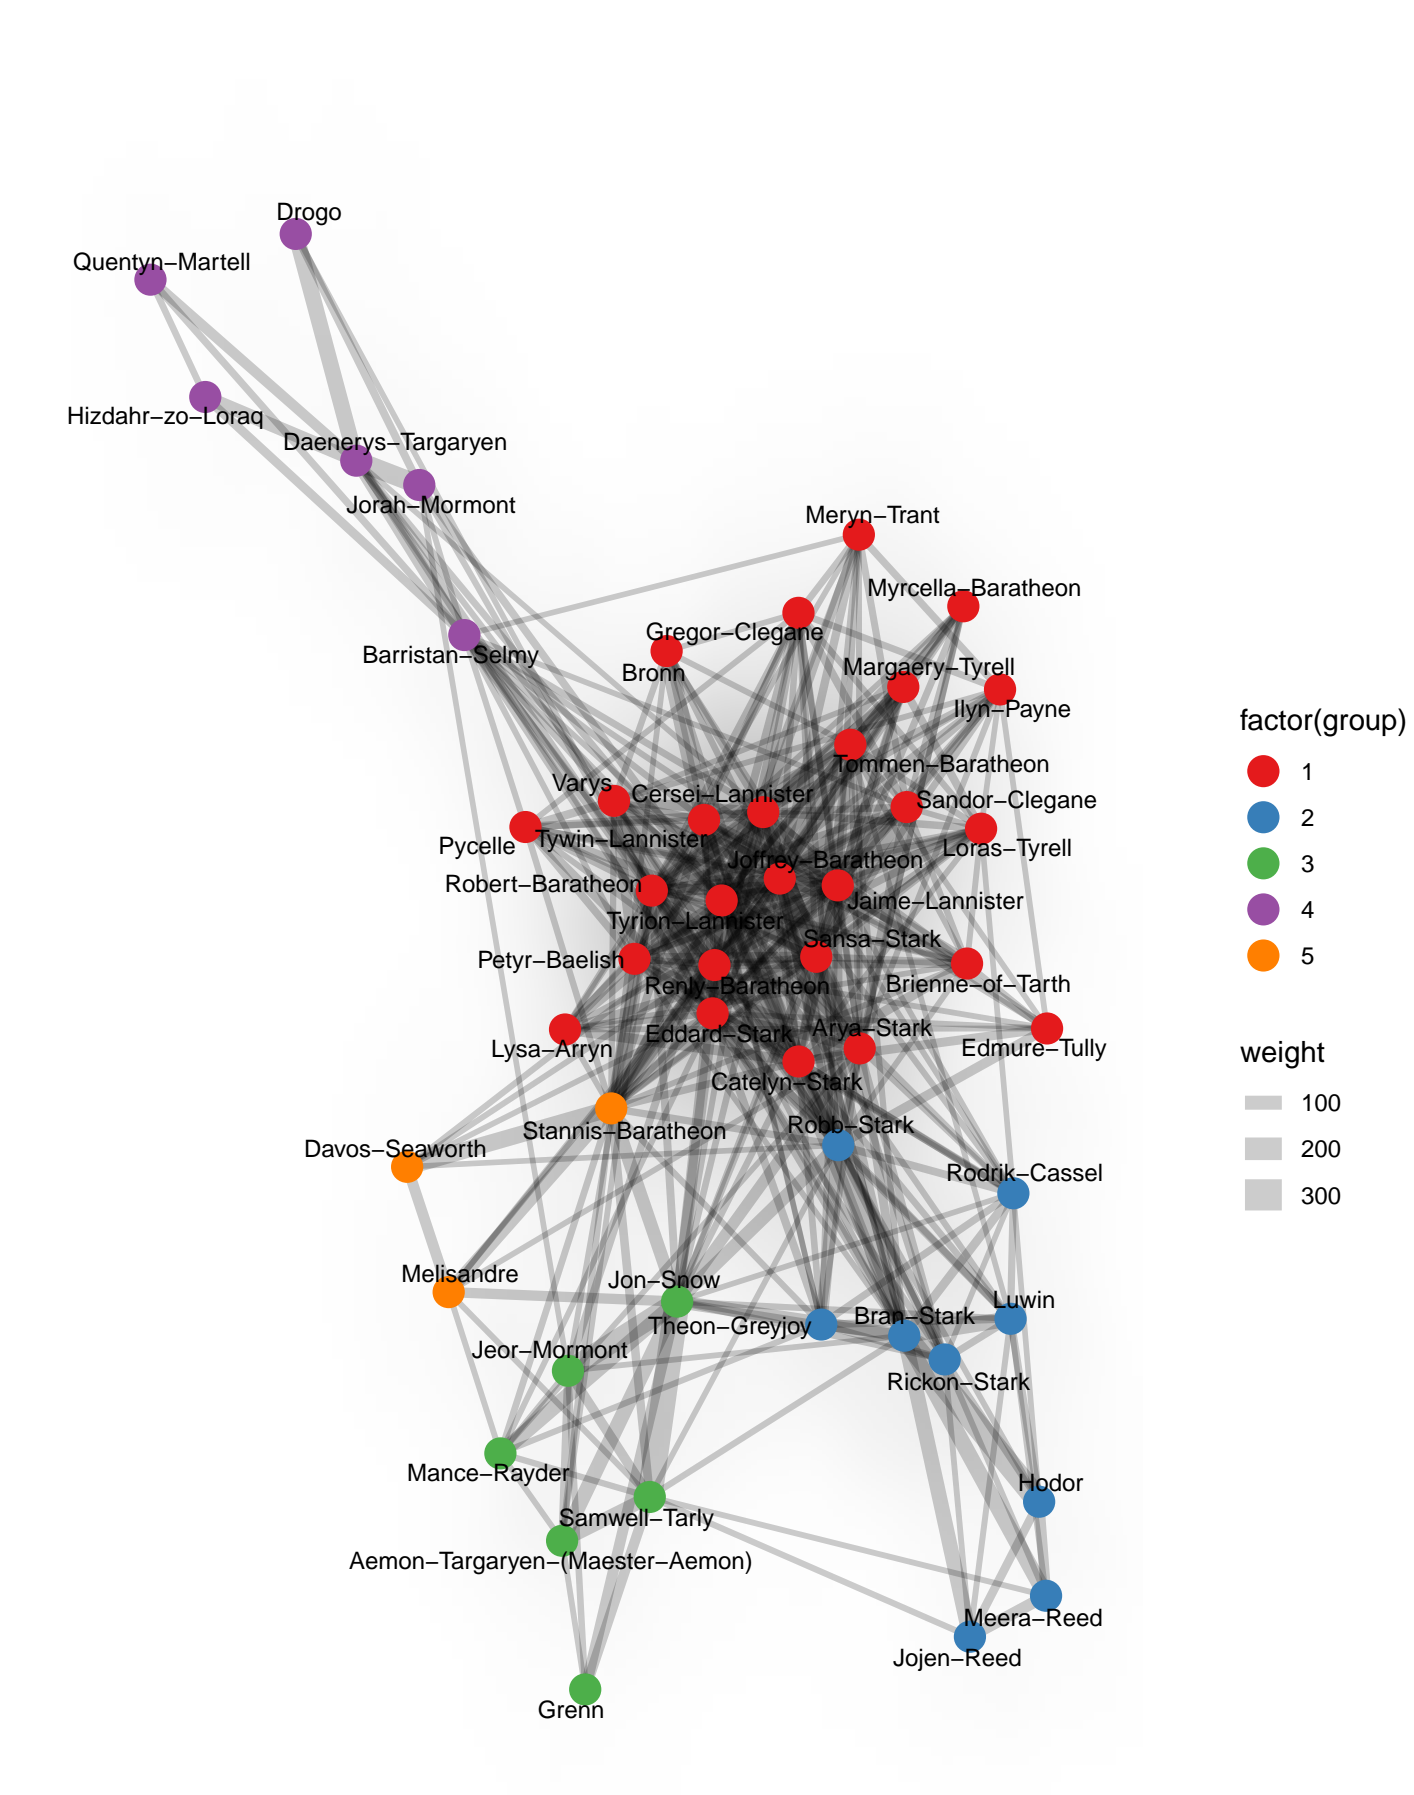 Drogo
Quentyn−Martell
Hizdahr−zo−Loraq
Daenerys−Targaryen
Jorah−Mormont
Meryn−Trant
Myrcella−Baratheon
Gregor−Clegane
Barristan−Selmy
Bronn
Margaery−Tyrell
Ilyn−Payne
factor(group)
Tommen−Baratheon
1
Varys
Cersei−Lannister
Sandor−Clegane
2
Pycelle
Tywin−Lannister
Loras−Tyrell
Joffrey−Baratheon
3
Robert−Baratheon
Jaime−Lannister
4
Tyrion−Lannister
Sansa−Stark
Petyr−Baelish
5
Renly−Baratheon
Brienne−of−Tarth
Eddard−Stark
Arya−Stark
Lysa−Arryn
Edmure−Tully
weight
Catelyn−Stark
100
Stannis−Baratheon
Robb−Stark
Davos−Seaworth
200
Rodrik−Cassel
300
Melisandre
Jon−Snow
Luwin
Theon−Greyjoy
Bran−Stark
Jeor−Mormont
Rickon−Stark
Mance−Rayder
Hodor
Samwell−Tarly
Aemon−Targaryen−(Maester−Aemon)
Meera−Reed
Jojen−Reed
Grenn